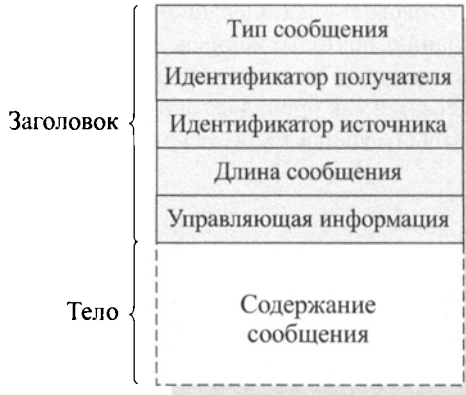 Тип сообщения
Идентификатор получателя
Заголовок
Идентификатор источника
Длина сообщения
Управляющая информация
Тело
Содержание
сообщения